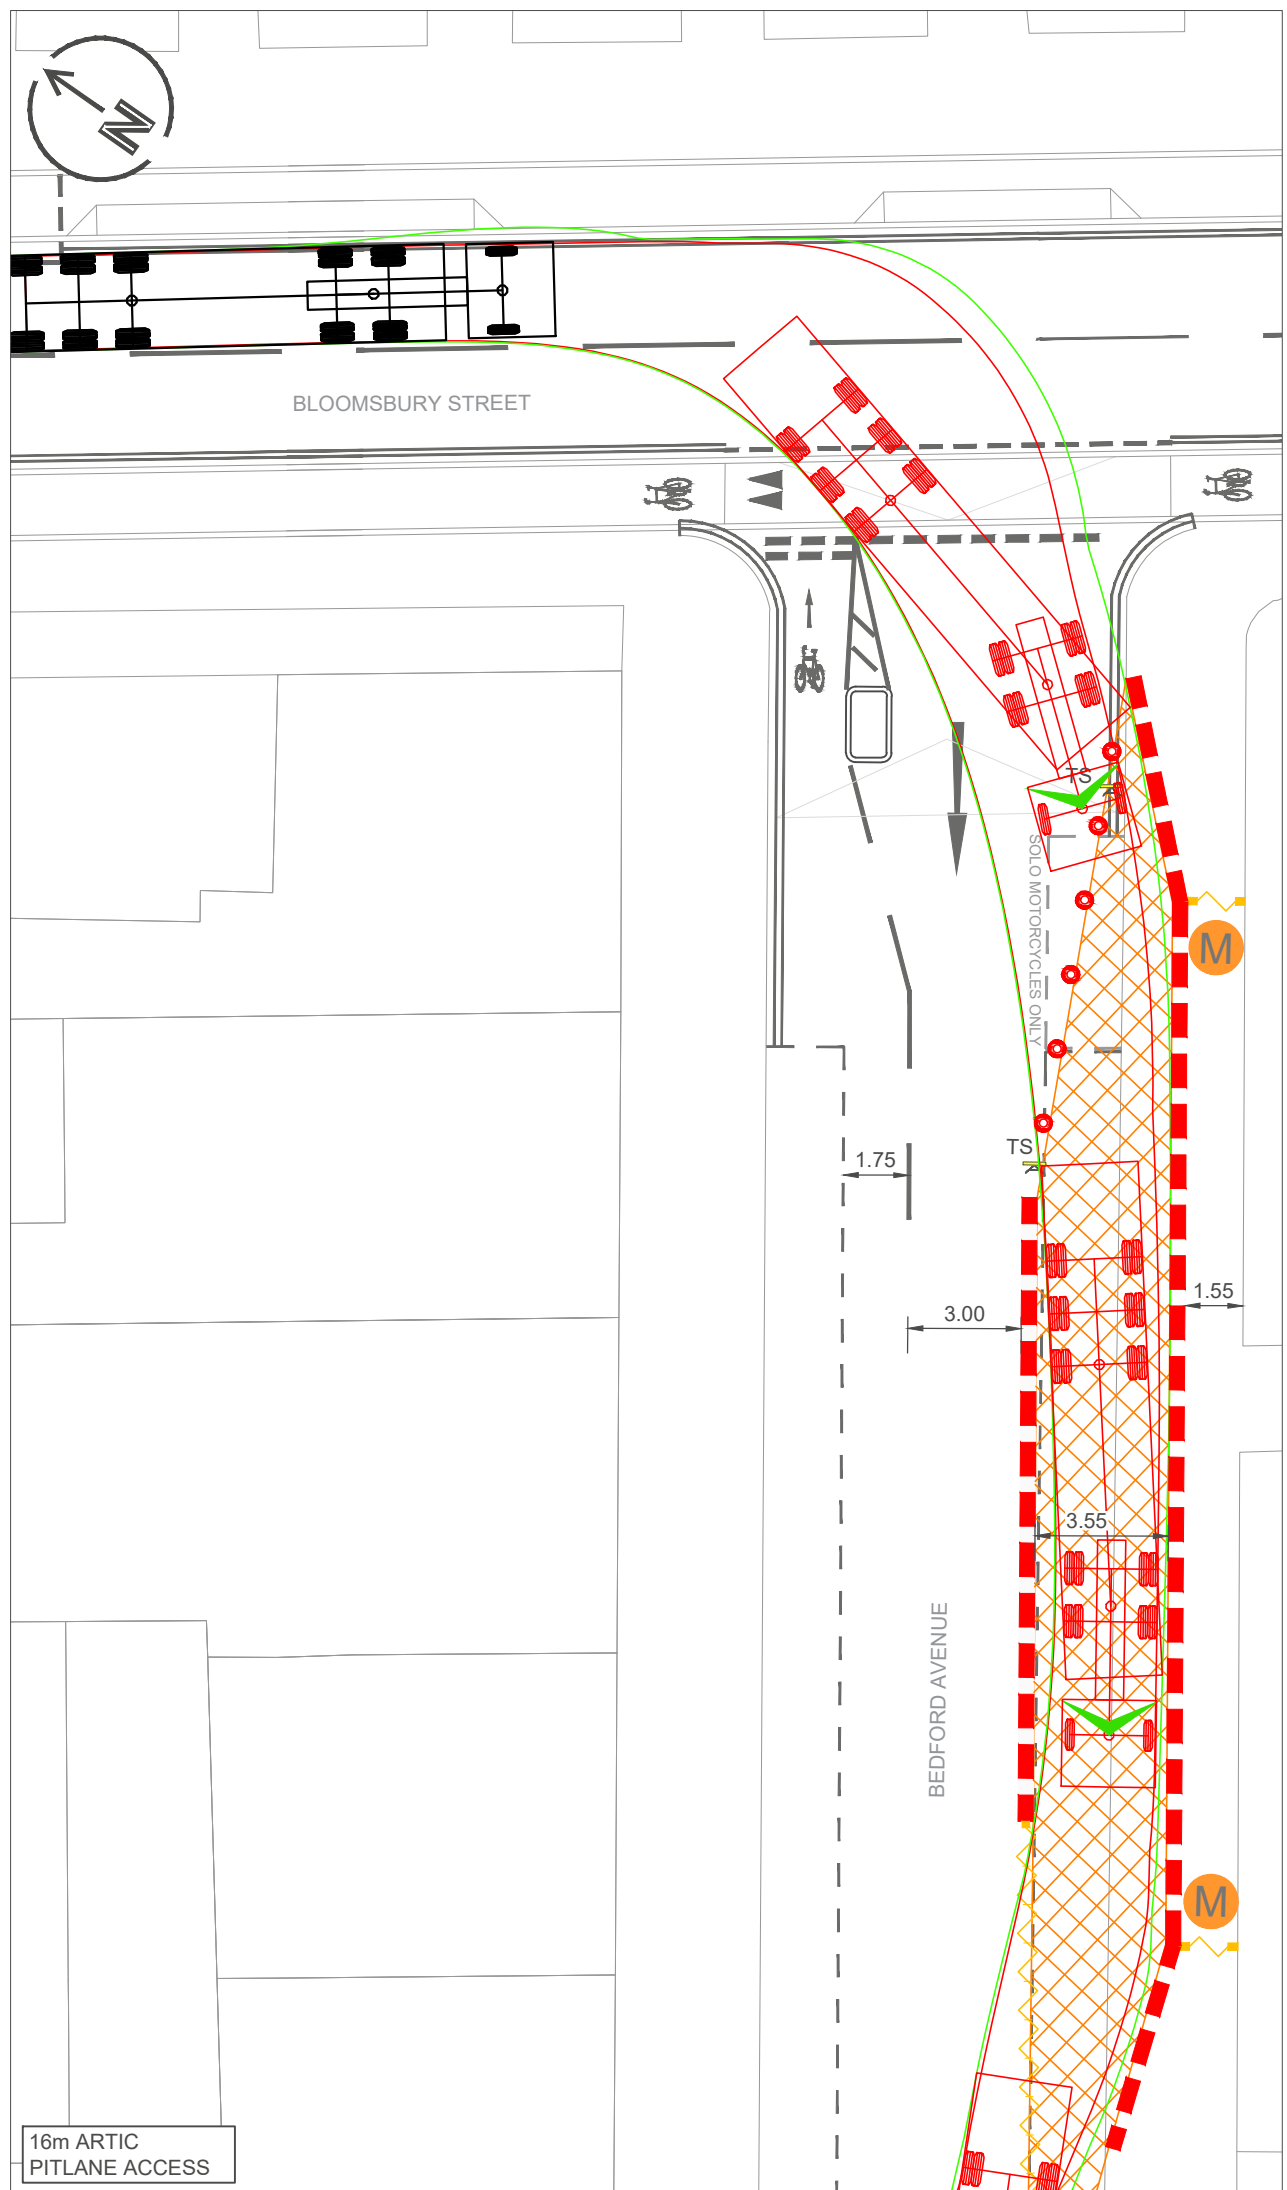 N
BLOOMSBURY STREET
TS
SOLO MOTORCYCLES ONLY
M
TS
1.75
1.55
3.00
3.55
BEDFORD AVENUE
M
16m ARTIC
PITLANE ACCESS